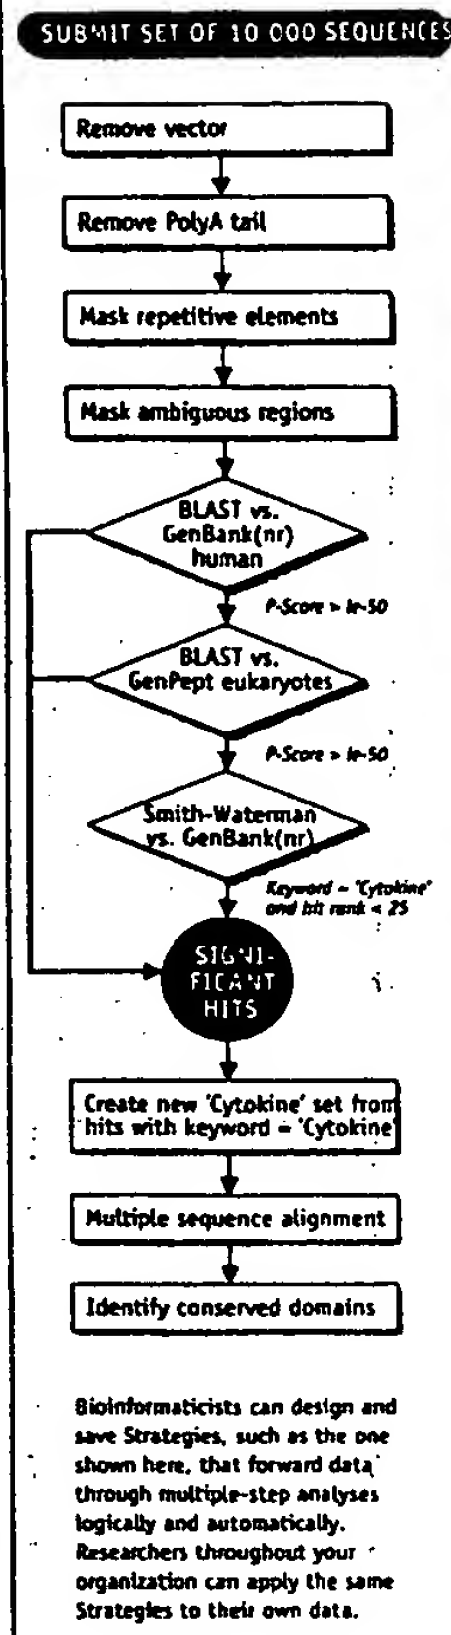 SUBMIT SET OF 10 000 SEQUENCES
Remove vector
Remove PolyA tail
Mask repetitive elements
Mask ambiguous regions
BLAST vs.
GenBank(nr)
human
P-Score > 1e-50
BLAST vs.
GenPept eukaryotes
P-Score > 1e-50
Smith-Waterman
vs. GenBank(nr)
Keyword = 'Cytokine'
and hit rank < 25
SIGNI-
FICANT
HITS
Create new 'Cytokine' set from
hits with keyword = 'Cytokine'
Multiple sequence alignment
Identify conserved domains
Bioinformaticists can design and
save Strategies, such as the one
shown here, that forward data
through multiple-step analyses
logically and automatically.
Researchers throughout your
organization can apply the same
Strategies to their own data.